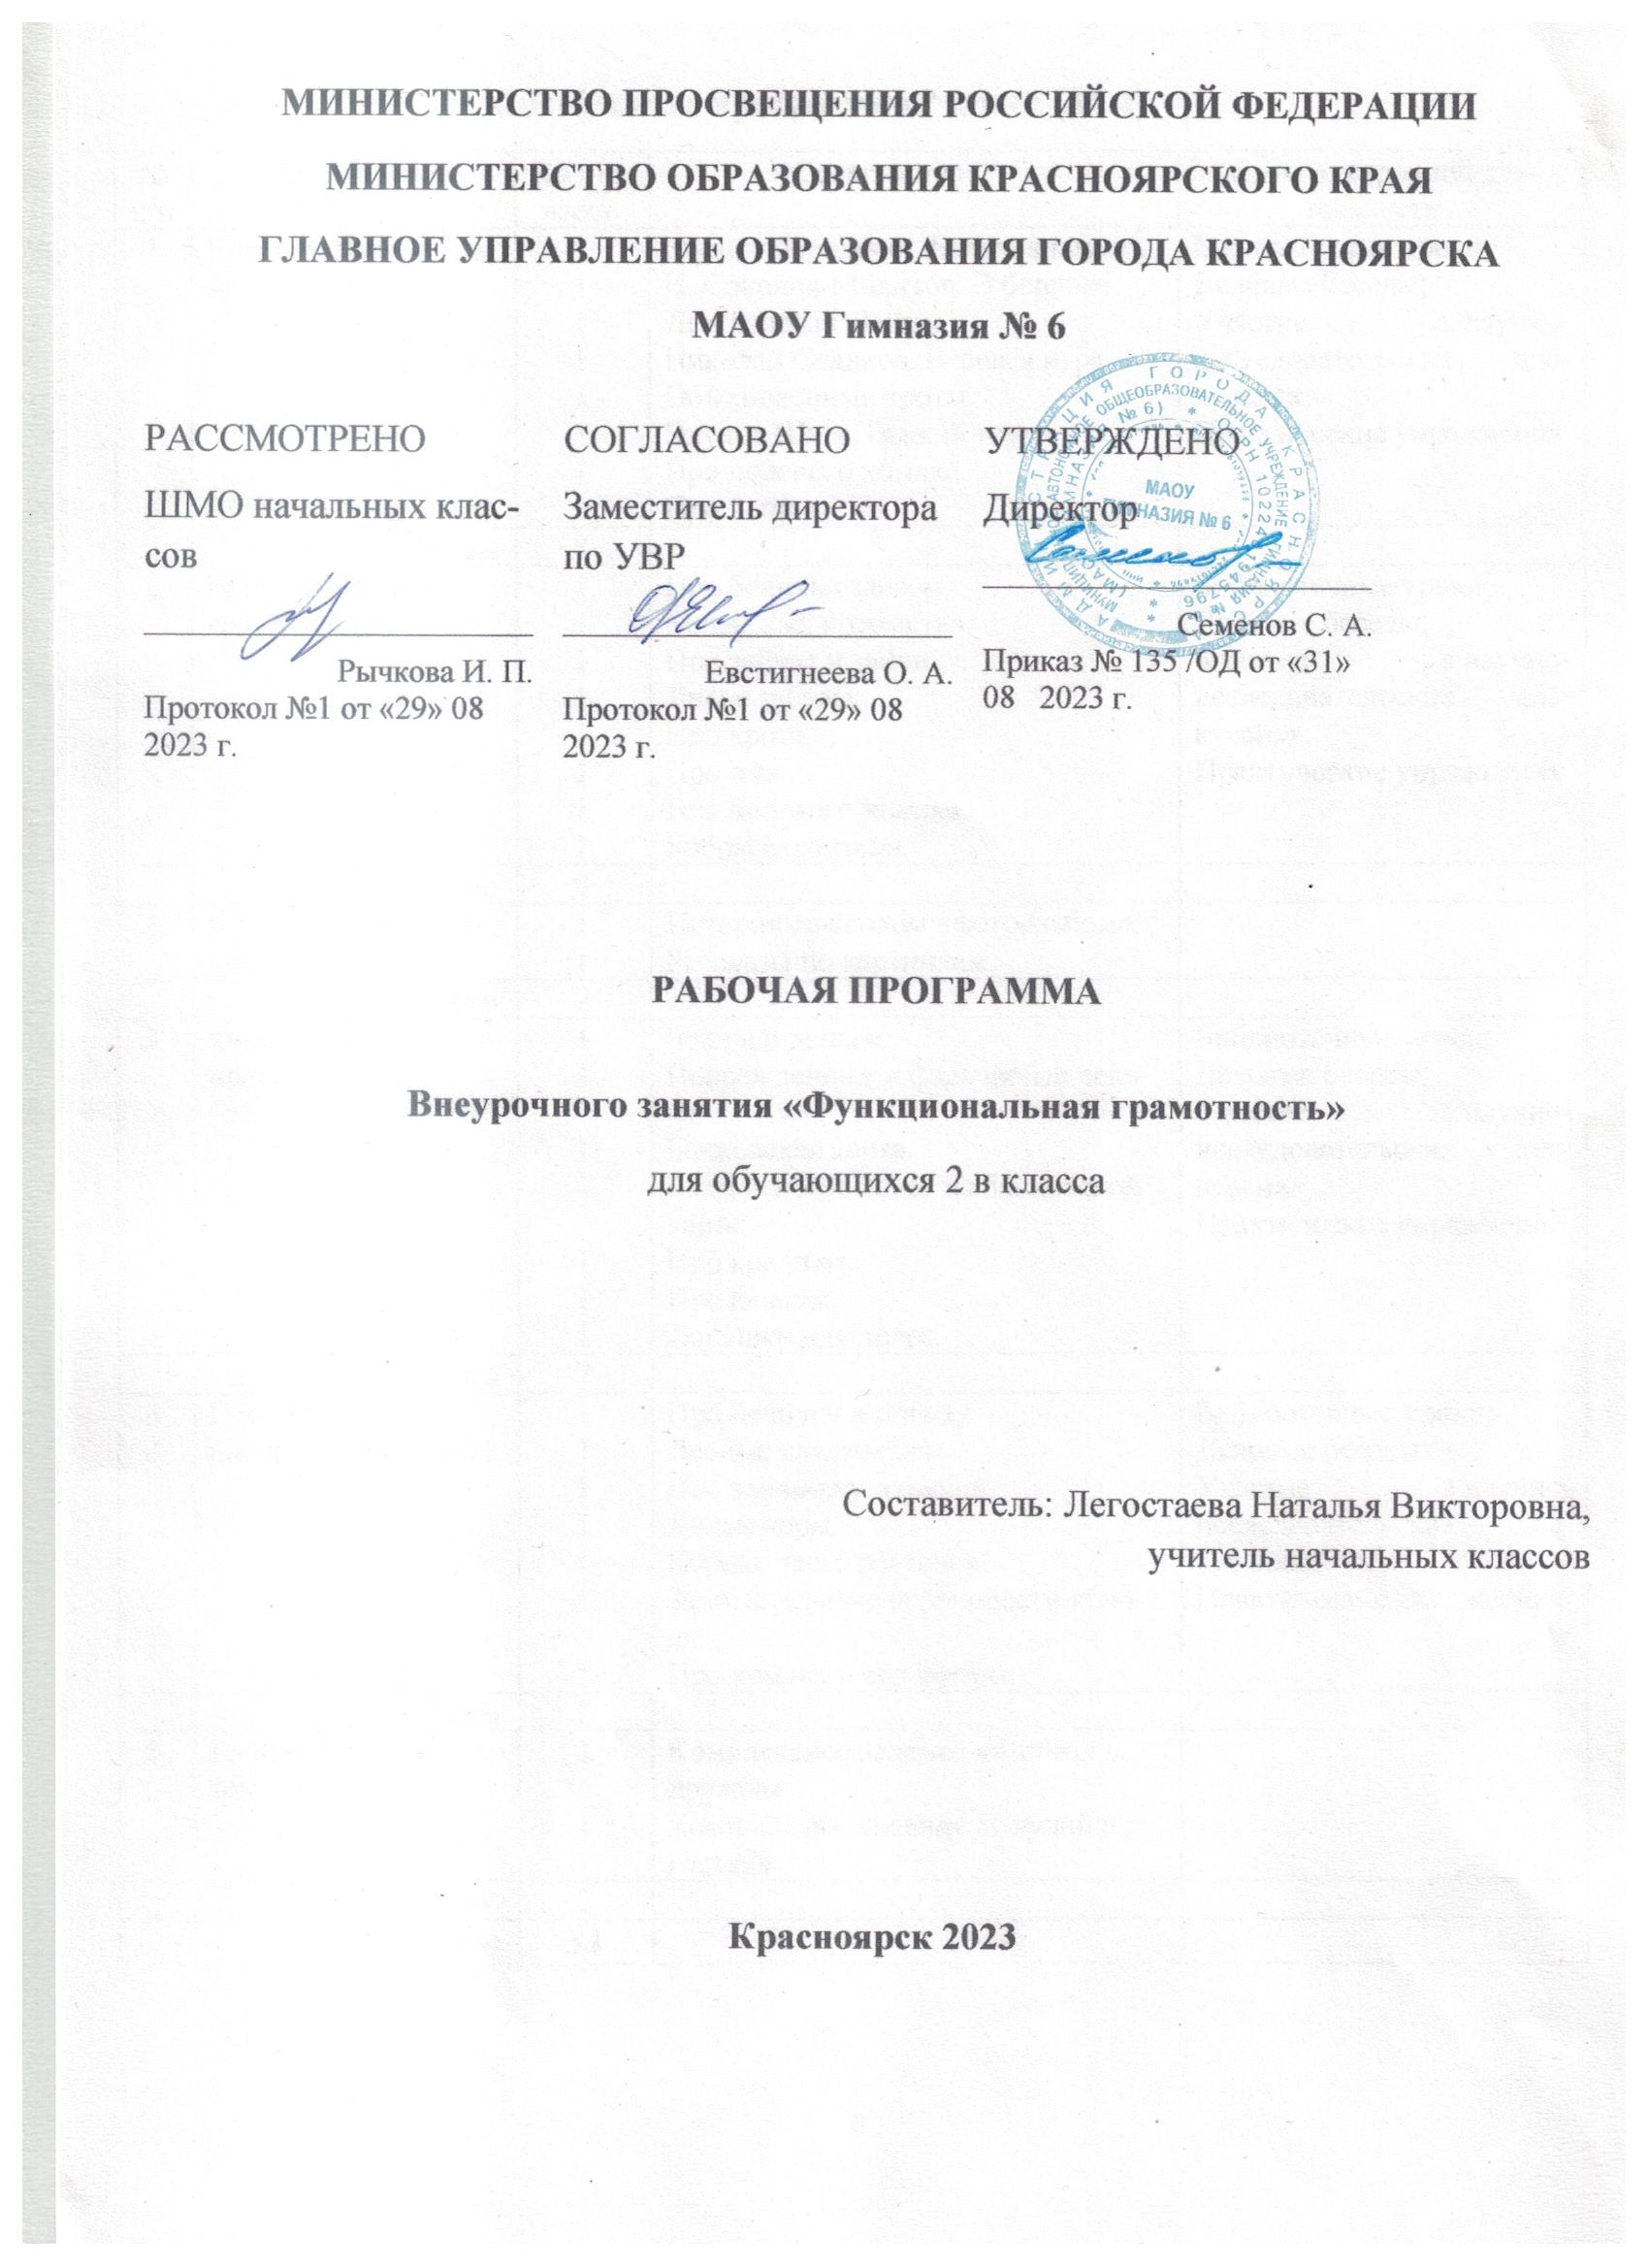 МИНИСТЕРСТВО ПРОСВЕЩЕНИЯ РОССИЙСКОЙ ФЕДЕРАЦИИ
МИНИСТЕРСТВО ОБРАЗОВАНИЯ КРАСНОЯРСКОГО КРАЯ
ГЛАВНОЕ УПРАВЛЕНИЕ ОБРАЗОВАНИЯ ГОРОДА КРАСНОЯРСКА
МАОУ Гимназия № 6
РАССМОТРЕНО
ШМО начальных клас-
сов
Рычкова И. П.
Протокол №1 от «29» 08
2023 г.
СОГЛАСОВАНО
Заместитель директора
по УВР
Евстигнеева О. А.
Протокол №1 от «29» 08
2023 г.
УТВЕРЖДЕНО
Директор
Семенов С. А.
Приказ № 135 /ОД от «31»
08 2023 г.
МАОУ
ГИМНАЗИЯ № 6
РАБОЧАЯ ПРОГРАММА
Внеурочного занятия «Функциональная грамотность»
для обучающихся 2 в класса
Составитель: Легостаева Наталья Викторовна,
учитель начальных классов
Красноярск 2023